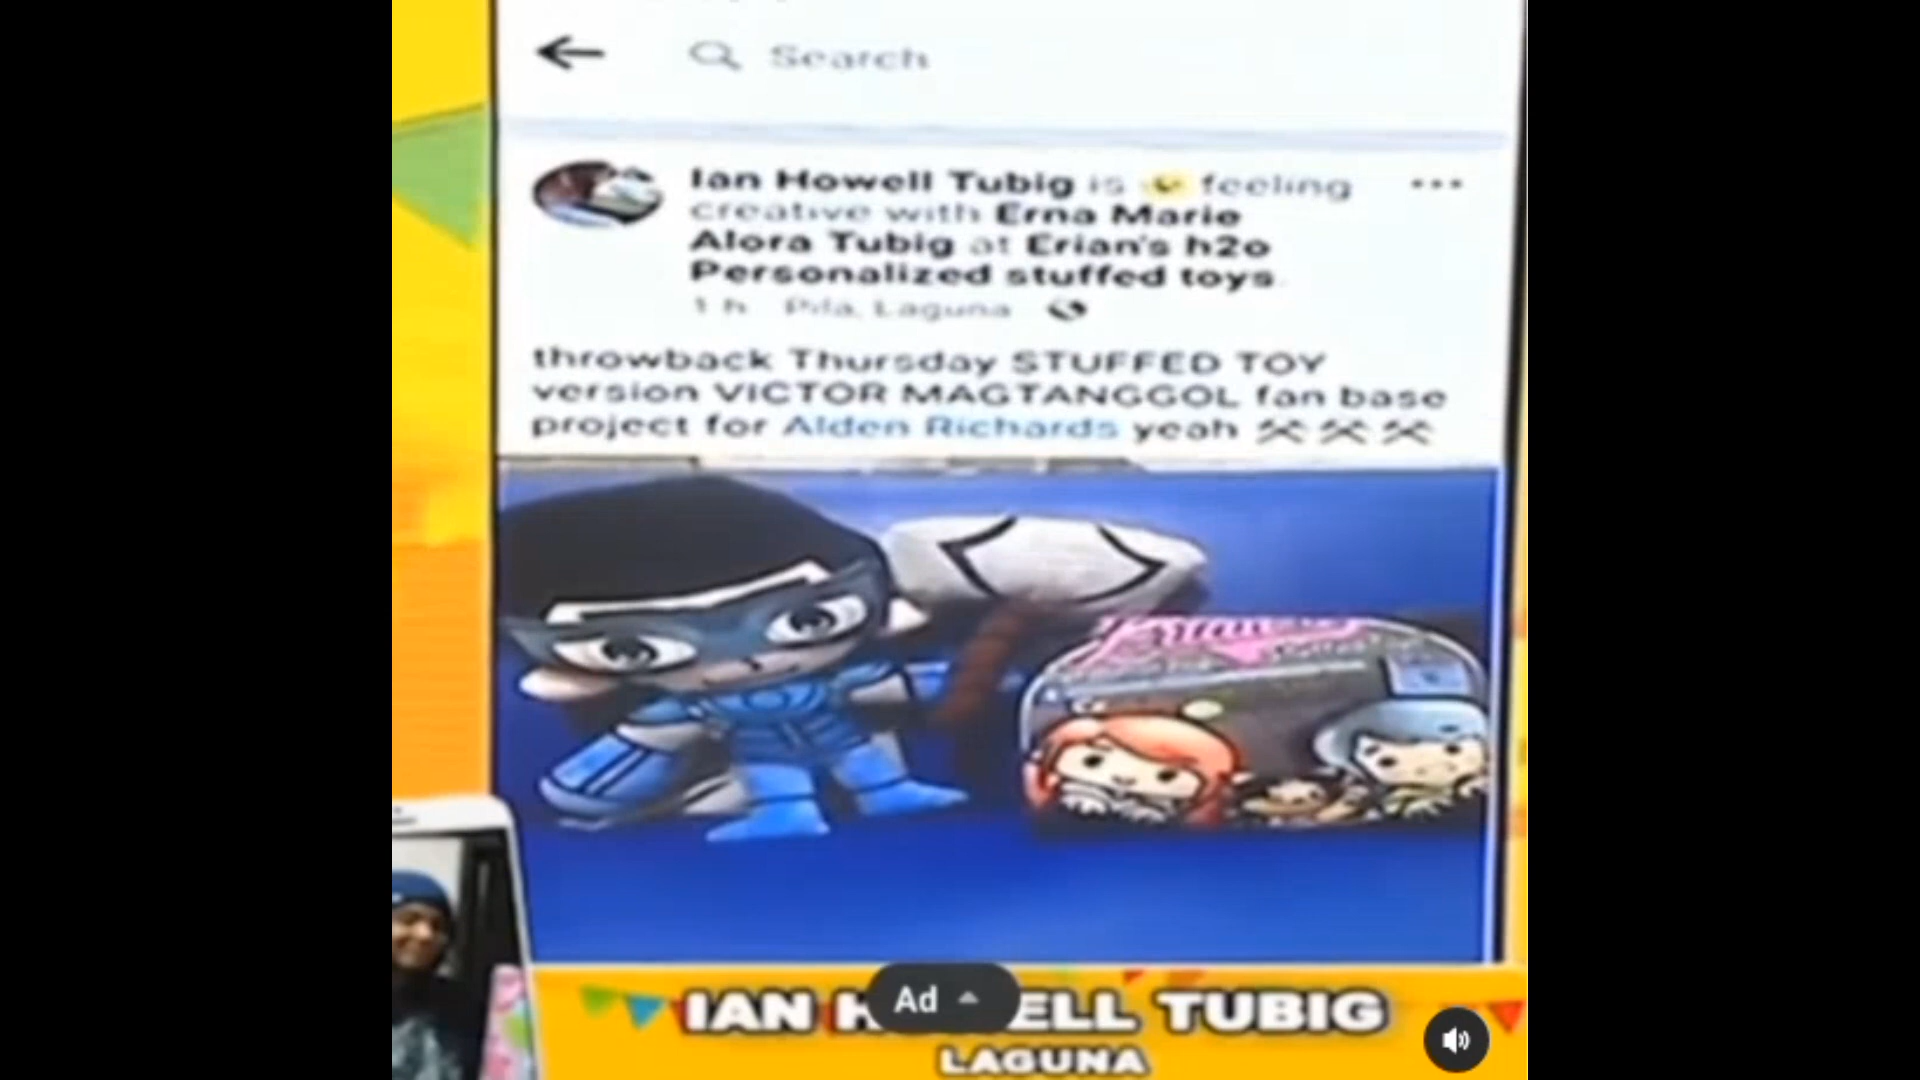 Search
Ian Howell Tubig is feeling
creative with Erna Marie
Alora Tubig at Erian's h2o
Personalized stuffed toys.
1 h Pila, Laguna
throwback Thursday STUFFED TOY
version VICTOR MAGTANGGOL fan base
project for Alden Richards yeah
IAN H ELL TUBIG
Ad
LAGUNA